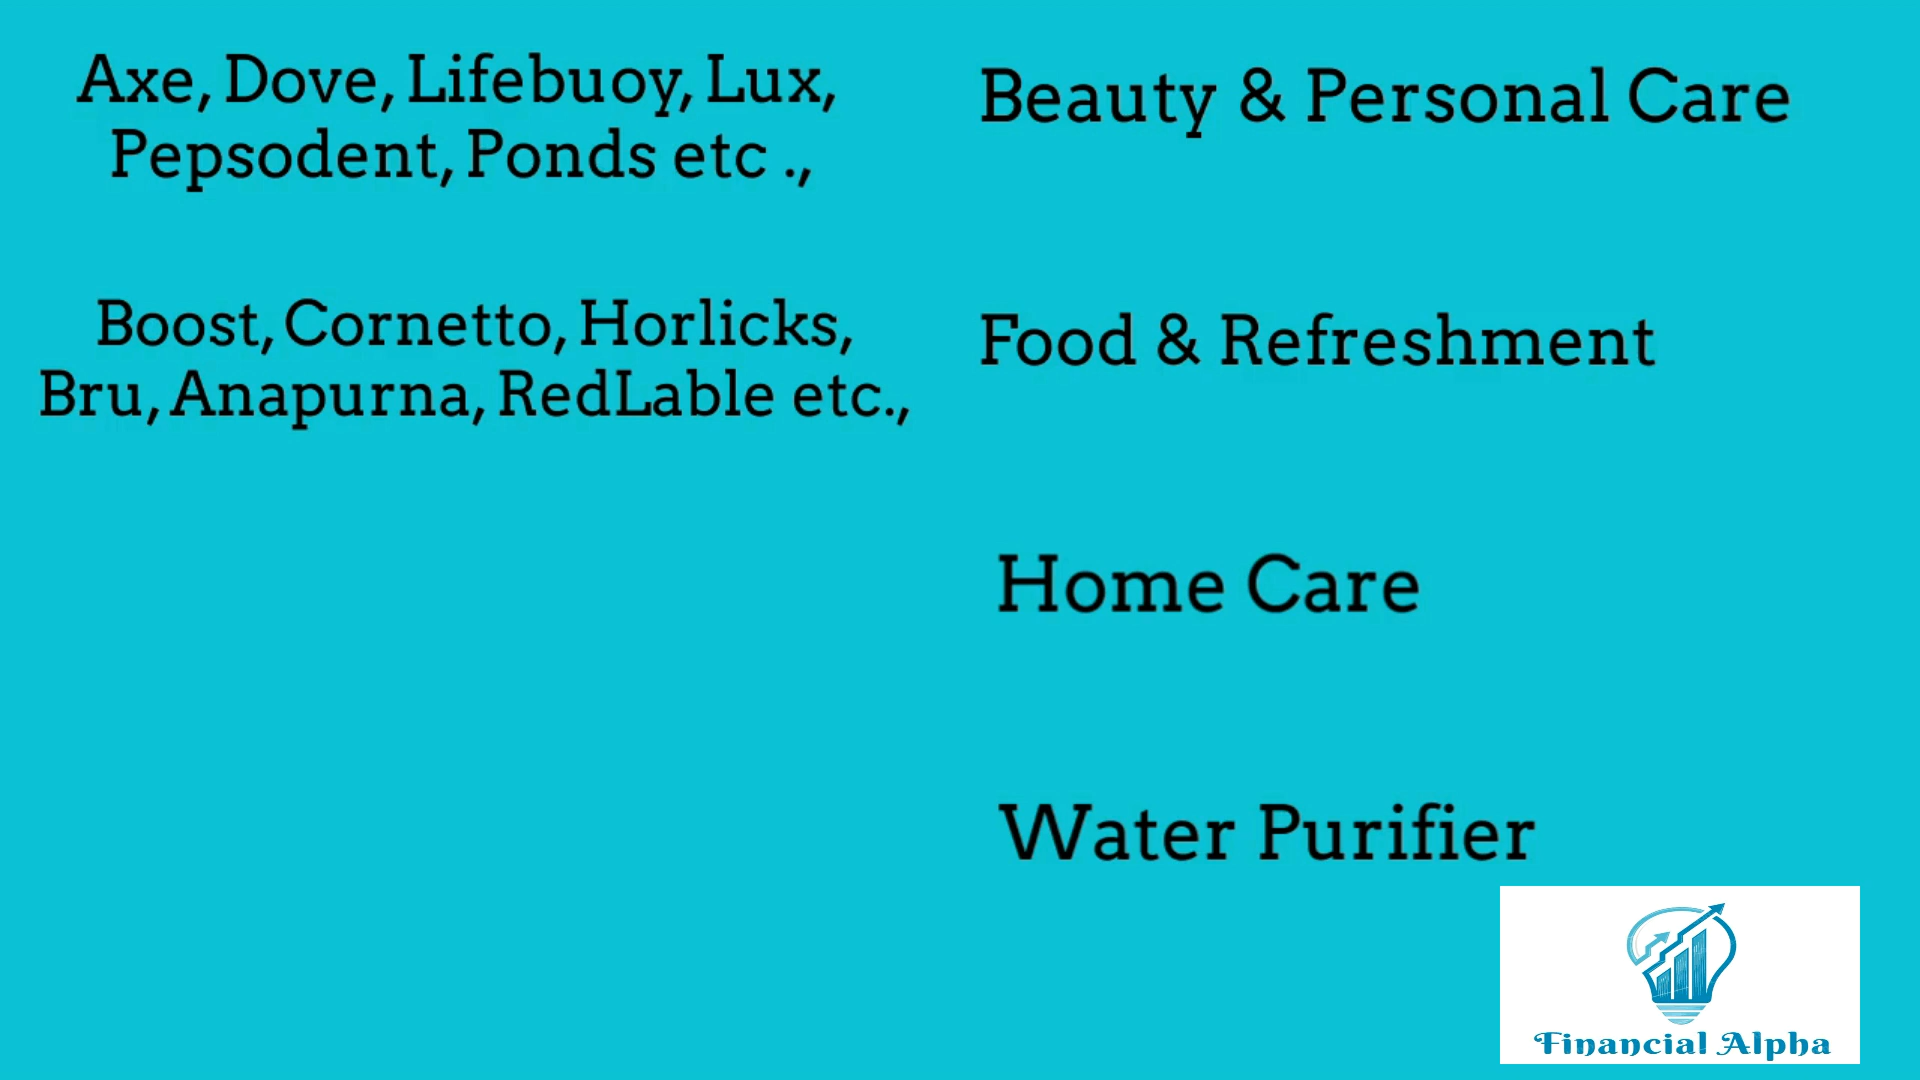 Axe, Dove, Lifebuoy, Lux,
Pepsodent, Ponds etc .,
Beauty & Personal Care
Boost, Cornetto, Horlicks,
Bru, Anapurna, RedLable etc.,
Food & Refreshment
Home Care
Water Purifier
Financial Alpha